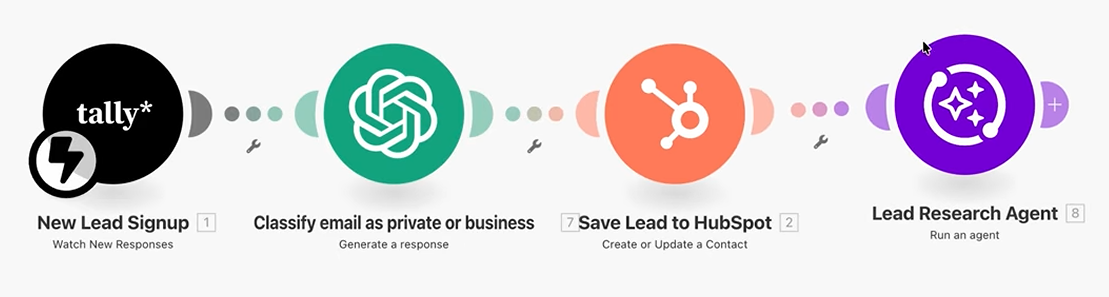 tally*
New Lead Signup 1
Watch New Responses
Classify email as private or business 7
Generate a response
Save Lead to HubSpot 2
Create or Update a Contact
Lead Research Agent 8
Run an agent